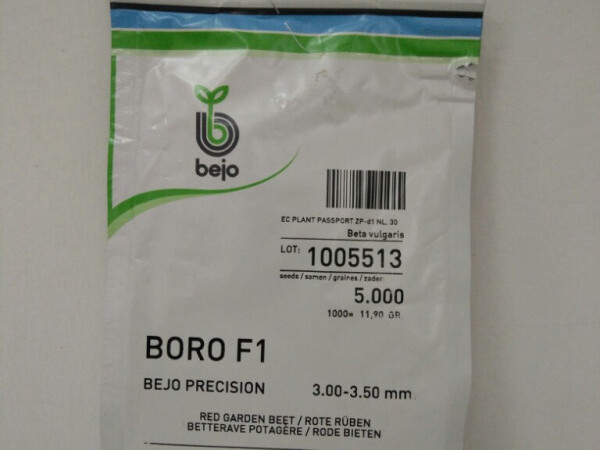 bejo
EC PLANT PASSPORT ZP-d1 NL. 30
Beta vulgaris
LOT: 1005513
seeds / samen / graines / zaden
5.000
1000= 11,90 GR.
BORO F1
BEJO PRECISION 3.00-3.50 mm
RED GARDEN BEET / ROTE RÜBEN
BETTERAVE POTAGÈRE / RODE BIETEN